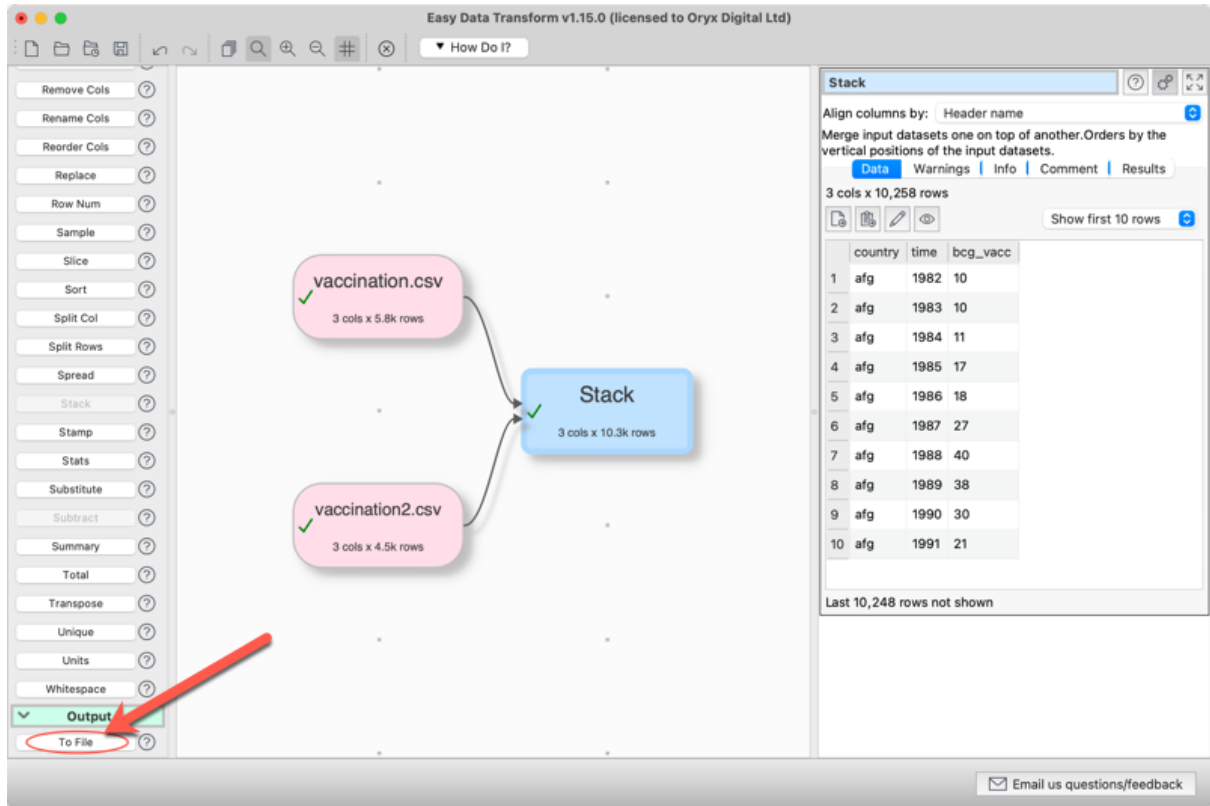 Easy Data Transform v1.15.0 (licensed to Oryx Digital Ltd)
▼ How Do I?
Remove Cols
Rename Cols
Reorder Cols
Replace
Row Num
Sample
Slice
Sort
Split Col
Split Rows
Spread
Stack
Stamp
Stats
Substitute
Subtract
Summary
Total
Transpose
Unique
Units
Whitespace
Output
To File
vaccination.csv
3 cols x 5.8k rows
vaccination2.csv
3 cols x 4.5k rows
Stack
3 cols x 10.3k rows
Stack
Align columns by: Header name
Merge input datasets one on top of another.Orders by the
vertical positions of the input datasets.
Data Warnings Info Comment Results
3 cols x 10,258 rows
Show first 10 rows
country time bcg_vacc
1 afg 1982 10
2 afg 1983 10
3 afg 1984 11
4 afg 1985 17
5 afg 1986 18
6 afg 1987 27
7 afg 1988 40
8 afg 1989 38
9 afg 1990 30
10 afg 1991 21
Last 10,248 rows not shown
Email us questions/feedback